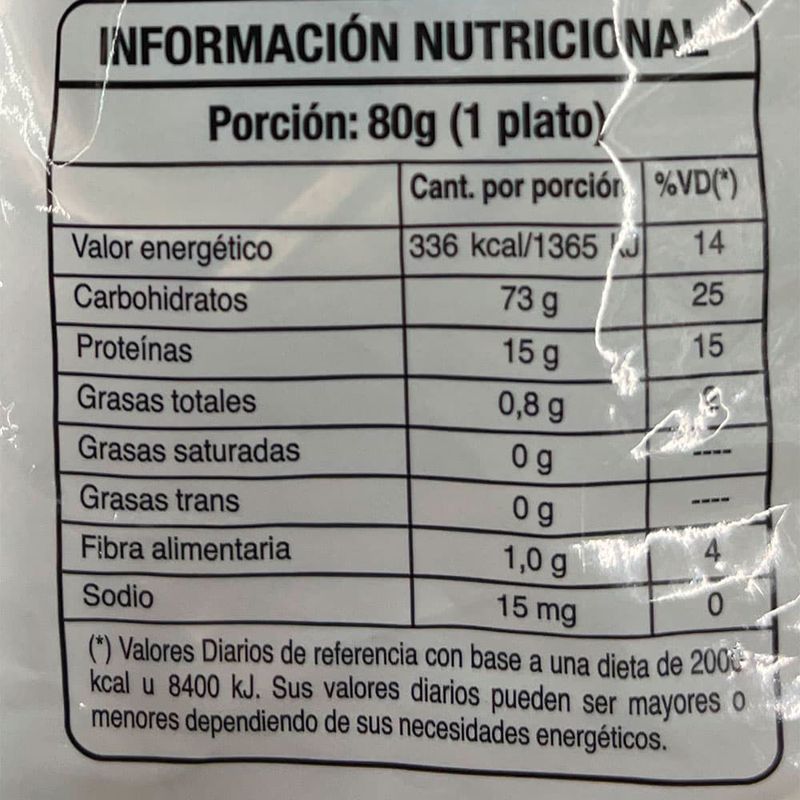 INFORMACIÓN NUTRICIONAL
Porción: 80g (1 plato)
Cant. por porción %VD(*)
Valor energético 336 kcal/1365 kJ 14
Carbohidratos 73 g 25
Proteínas 15 g 15
Grasas totales 0,8 g
Grasas saturadas 0 g ----
Grasas trans 0 g ----
Fibra alimentaria 1,0 g 4
Sodio 15 mg 0
(*) Valores Diarios de referencia con base a una dieta de 2000
kcal u 8400 kJ. Sus valores diarios pueden ser mayores o
menores dependiendo de sus necesidades energéticos.